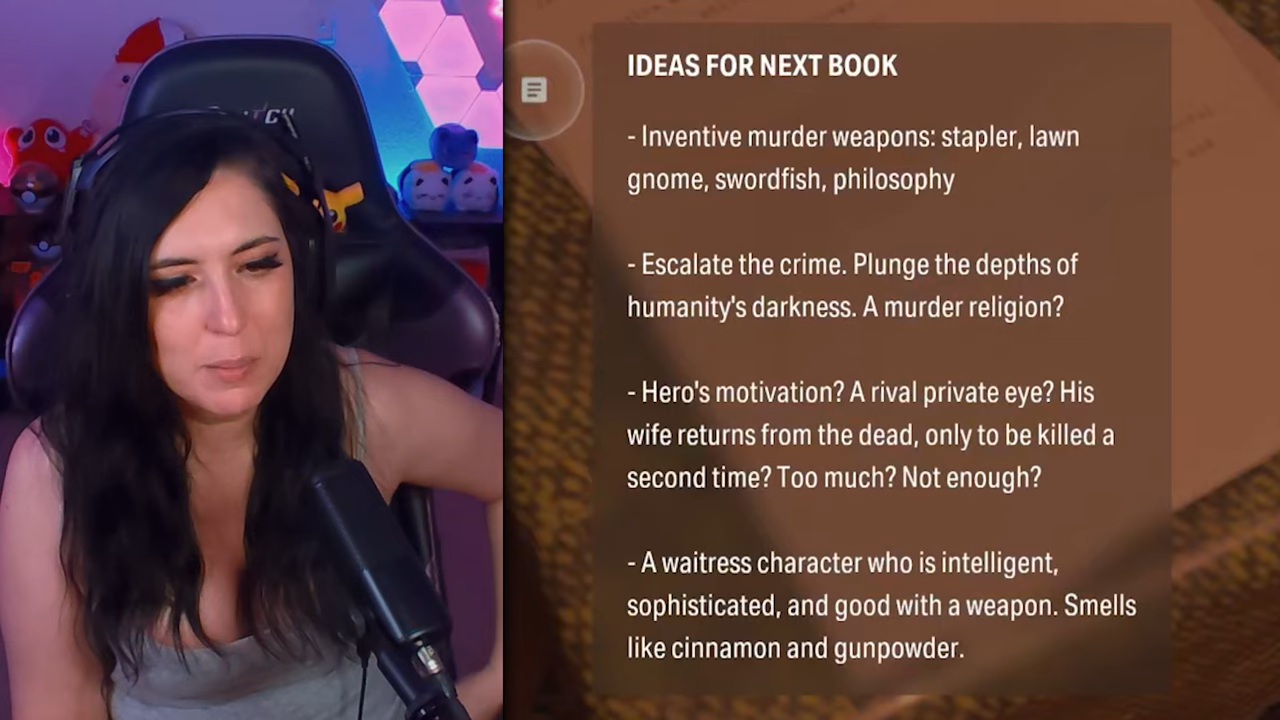 IDEAS FOR NEXT BOOK
- Inventive murder weapons: stapler, lawn
gnome, swordfish, philosophy
- Escalate the crime. Plunge the depths of
humanity's darkness. A murder religion?
- Hero's motivation? A rival private eye? His
wife returns from the dead, only to be killed a
second time? Too much? Not enough?
- A waitress character who is intelligent,
sophisticated, and good with a weapon. Smells
like cinnamon and gunpowder.